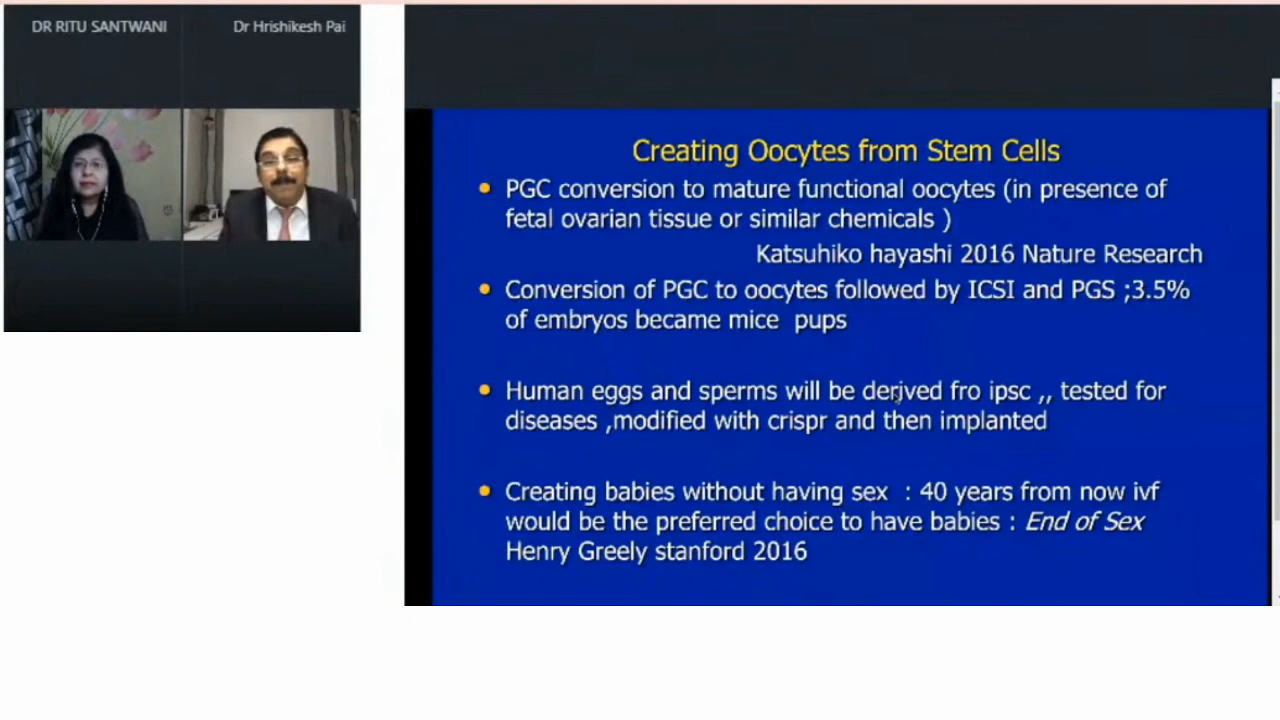 DR RITU SANTWANI
Dr Hrishikesh Pai
Creating Oocytes from Stem Cells
PGC conversion to mature functional oocytes (in presence of
fetal ovarian tissue or similar chemicals )
Katsuhiko hayashi 2016 Nature Research
Conversion of PGC to oocytes followed by ICSI and PGS ;3.5%
of embryos became mice pups
Human eggs and sperms will be derived fro ipsc ,, tested for
diseases ,modified with crispr and then implanted
Creating babies without having sex : 40 years from now ivf
would be the preferred choice to have babies : End of Sex
Henry Greely stanford 2016